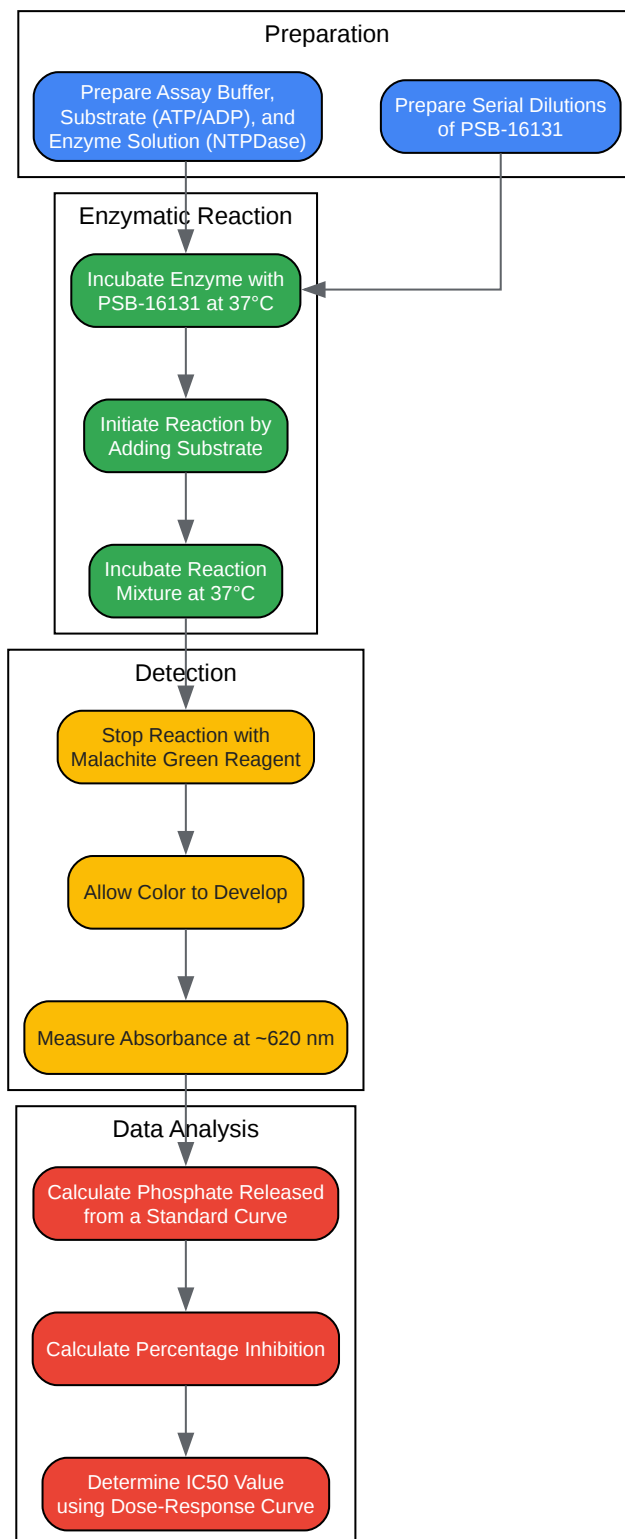 Preparation
Prepare Assay Buffer,
Substrate (ATP/ADP), and
Enzyme Solution (NTPDase)
Prepare Serial Dilutions
of PSB-16131
Enzymatic Reaction
Incubate Enzyme with
PSB-16131 at 37°C
Initiate Reaction by
Adding Substrate
Incubate Reaction
Mixture at 37°C
Detection
Stop Reaction with
Malachite Green Reagent
Allow Color to Develop
Measure Absorbance at ~620 nm
Data Analysis
Calculate Phosphate Released
from a Standard Curve
Calculate Percentage Inhibition
Determine IC50 Value
using Dose-Response Curve